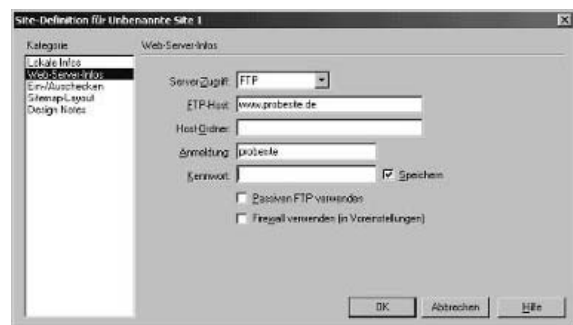 Site-Definition für Unbenannte Site 1
Kategorie
Lokale Infos
Web-Server-Infos
Ein-/Auschecken
Sitemap-Layout
Design Notes
Web-Server-Infos
Server-Zugriff: FTP
FTP-Host: www.probesite.de
Host-Ordner:
Anmeldung: probesite
Kennwort: Speichern
Passiven FTP verwenden
Firewall verwenden (in Voreinstellungen)
OK Abbrechen Hilfe